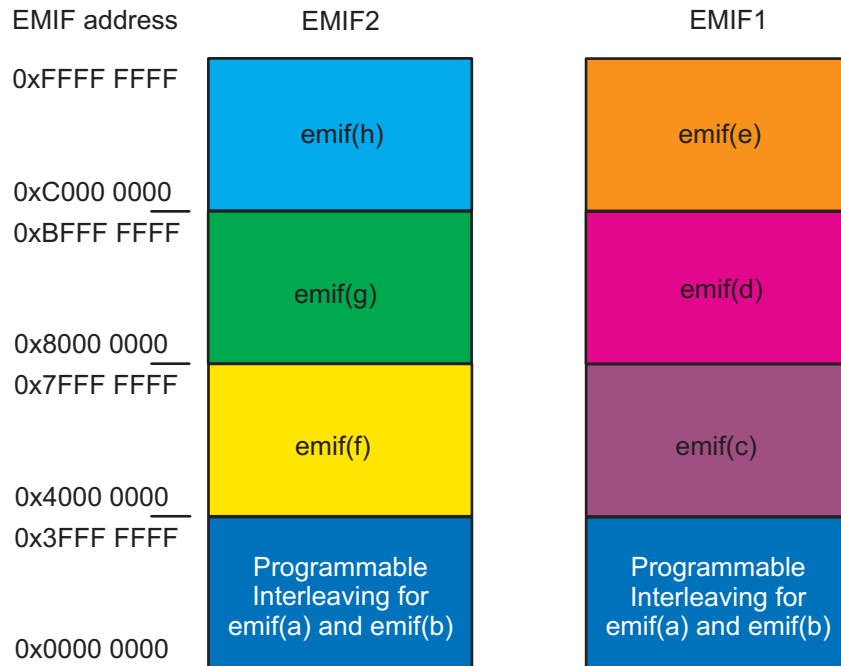 EMIF address EMIF2 EMIF1
0xFFFF FFFF
emif(h) emif(e)
0xC000 0000
0xBFFF FFFF
emif(g) emif(d)
0x8000 0000
0x7FFF FFFF
emif(f) emif(c)
0x4000 0000
0x3FFF FFFF
Programmable
Interleaving for
emif(a) and emif(b)
Programmable
Interleaving for
emif(a) and emif(b)
0x0000 0000